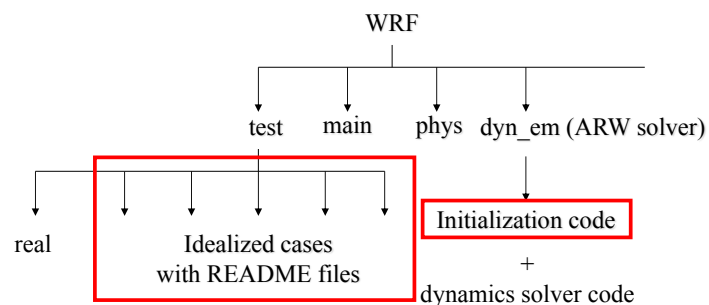 WRF
test main phys dyn_em (ARW solver)
real
Idealized cases
with README files
Initialization code
+
dynamics solver code